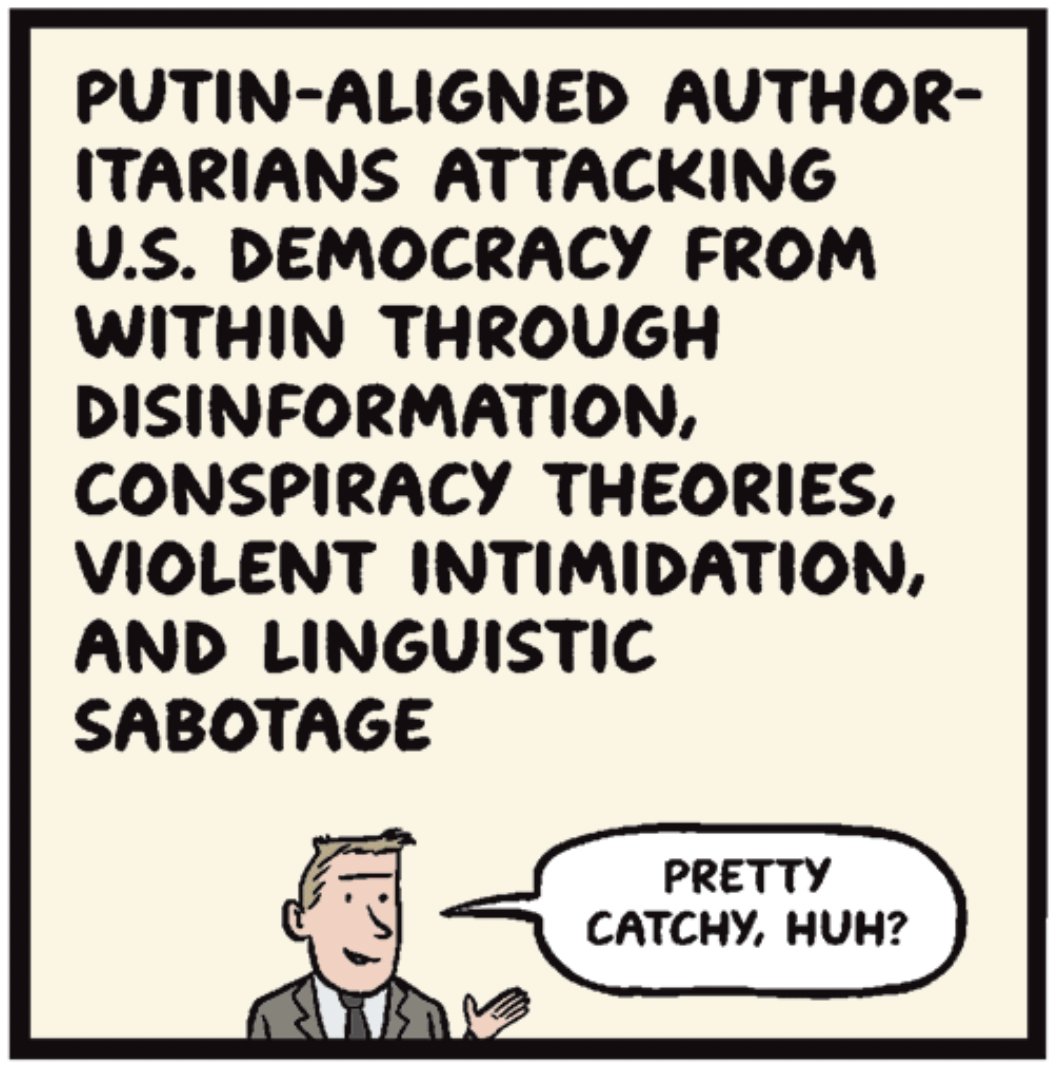 PUTIN-ALIGNED AUTHOR-
ITARIANS ATTACKING
U.S. DEMOCRACY FROM
WITHIN THROUGH
DISINFORMATION,
CONSPIRACY THEORIES,
VIOLENT INTIMIDATION,
AND LINGUISTIC
SABOTAGE
PRETTY
CATCHY, HUH?